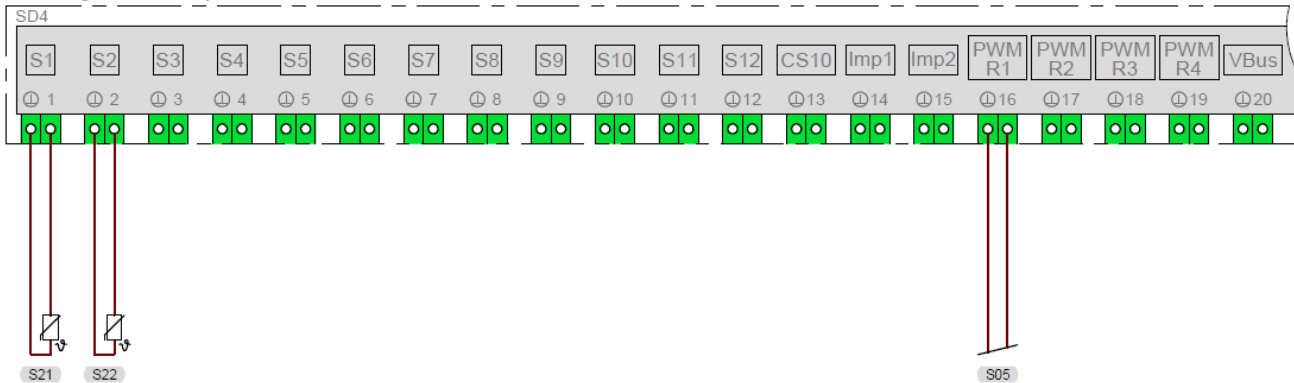 SD4
S1 S2 S3 S4 S5 S6 S7 S8 S9 S10 S11 S12 CS10 Imp1 Imp2 PWM R1 PWM R2 PWM R3 PWM R4 VBus
1 2 3 4 5 6 7 8 9 10 11 12 13 14 15 16 17 18 19 20
ϑ ϑ
S21 S22 S05